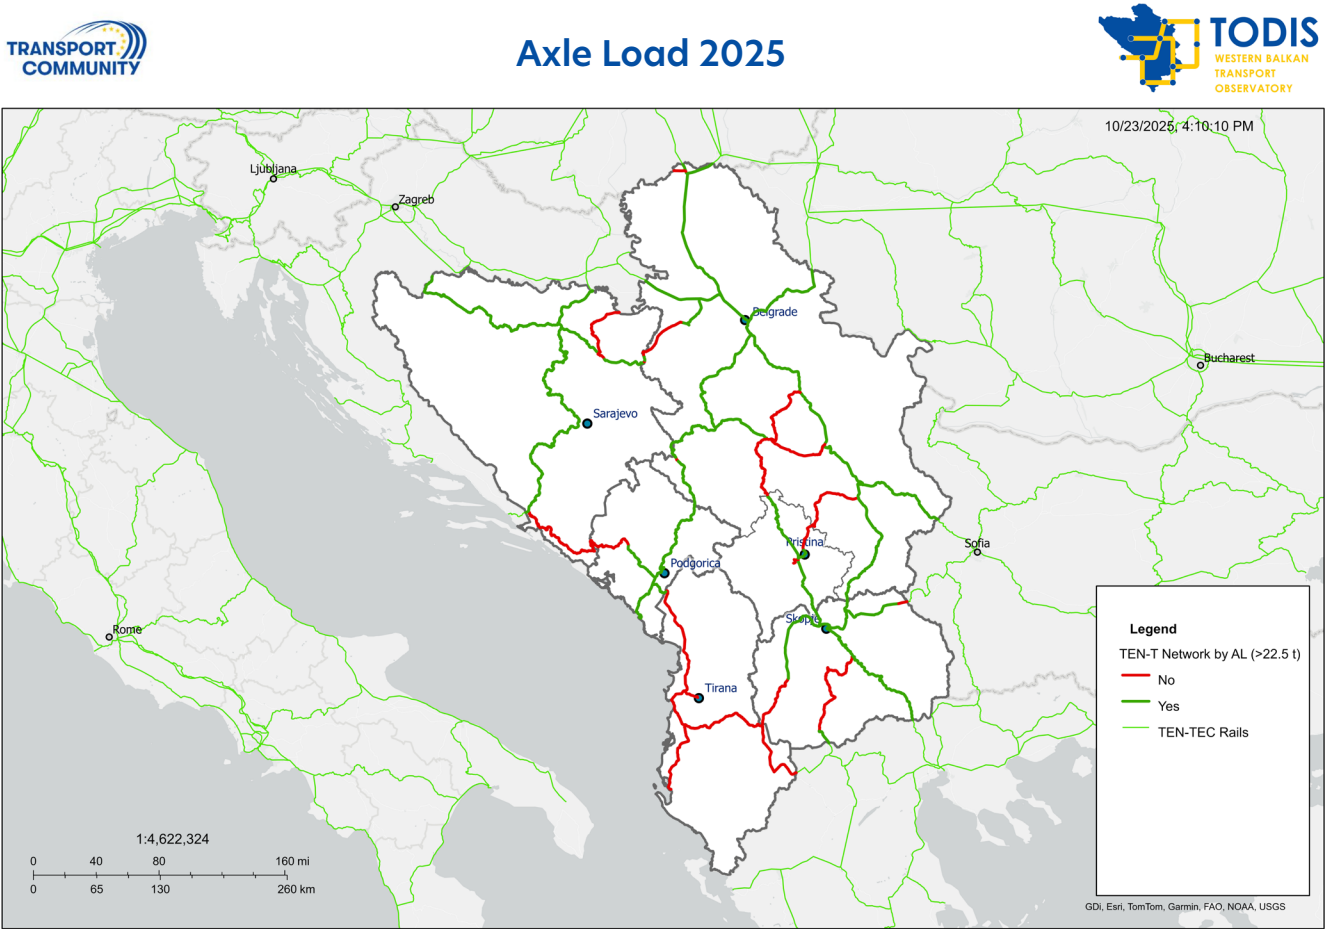 TRANSPORT
COMMUNITY
Axle Load 2025
TODIS
WESTERN BALKAN
TRANSPORT
OBSERVATORY
10/23/2025, 4:10:10 PM
Ljubljana
Zagreb
Belgrade
Bucharest
Sarajevo
Pristina
Sofia
Podgorica
Skopje
Rome
Tirana
Legend
TEN-T Network by AL (>22.5 t)
No
Yes
TEN-TEC Rails
1:4,622,324
0 40 80 160 mi
0 65 130 260 km
GDi, Esri, TomTom, Garmin, FAO, NOAA, USGS